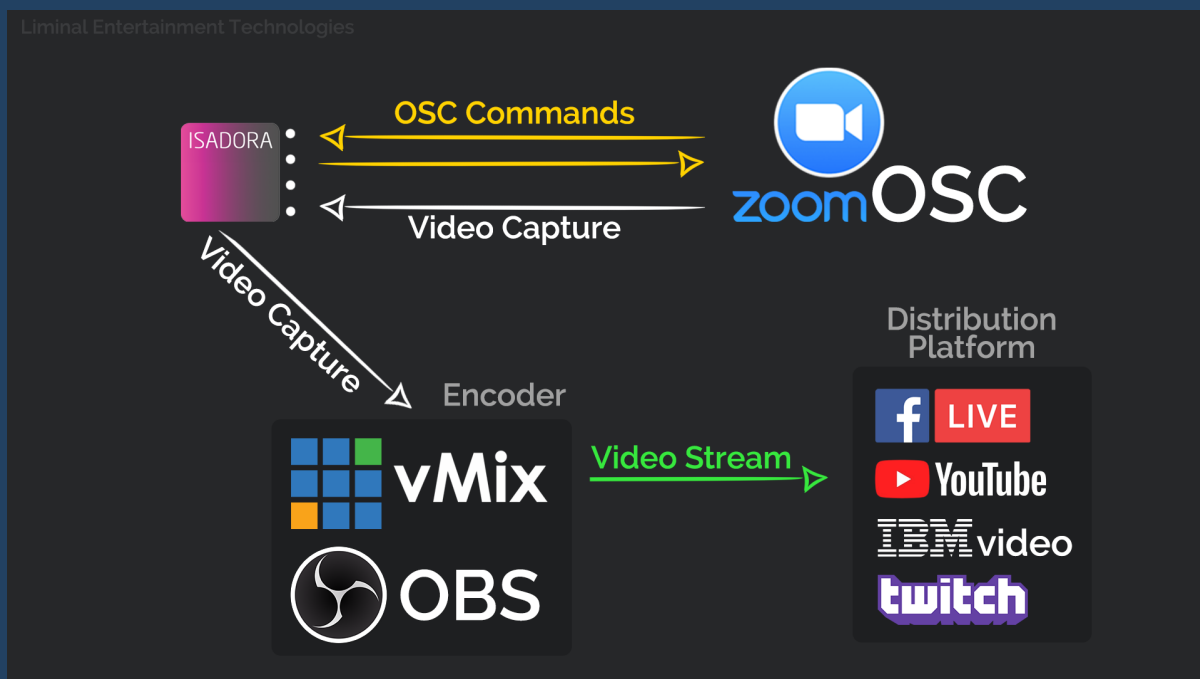 Liminal Entertainment Technologies
OSC Commands
ISADORA
zoomOSC
Video Capture
Video Capture
Distribution
Platform
Encoder
f LIVE
vMix
Video Stream
YouTube
IBM video
OBS
twitch